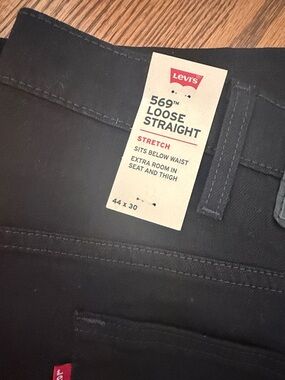 Levi's
569™
LOOSE
STRAIGHT
STRETCH
SITS BELOW WAIST
EXTRA ROOM IN
SEAT AND THIGH
44 x 30